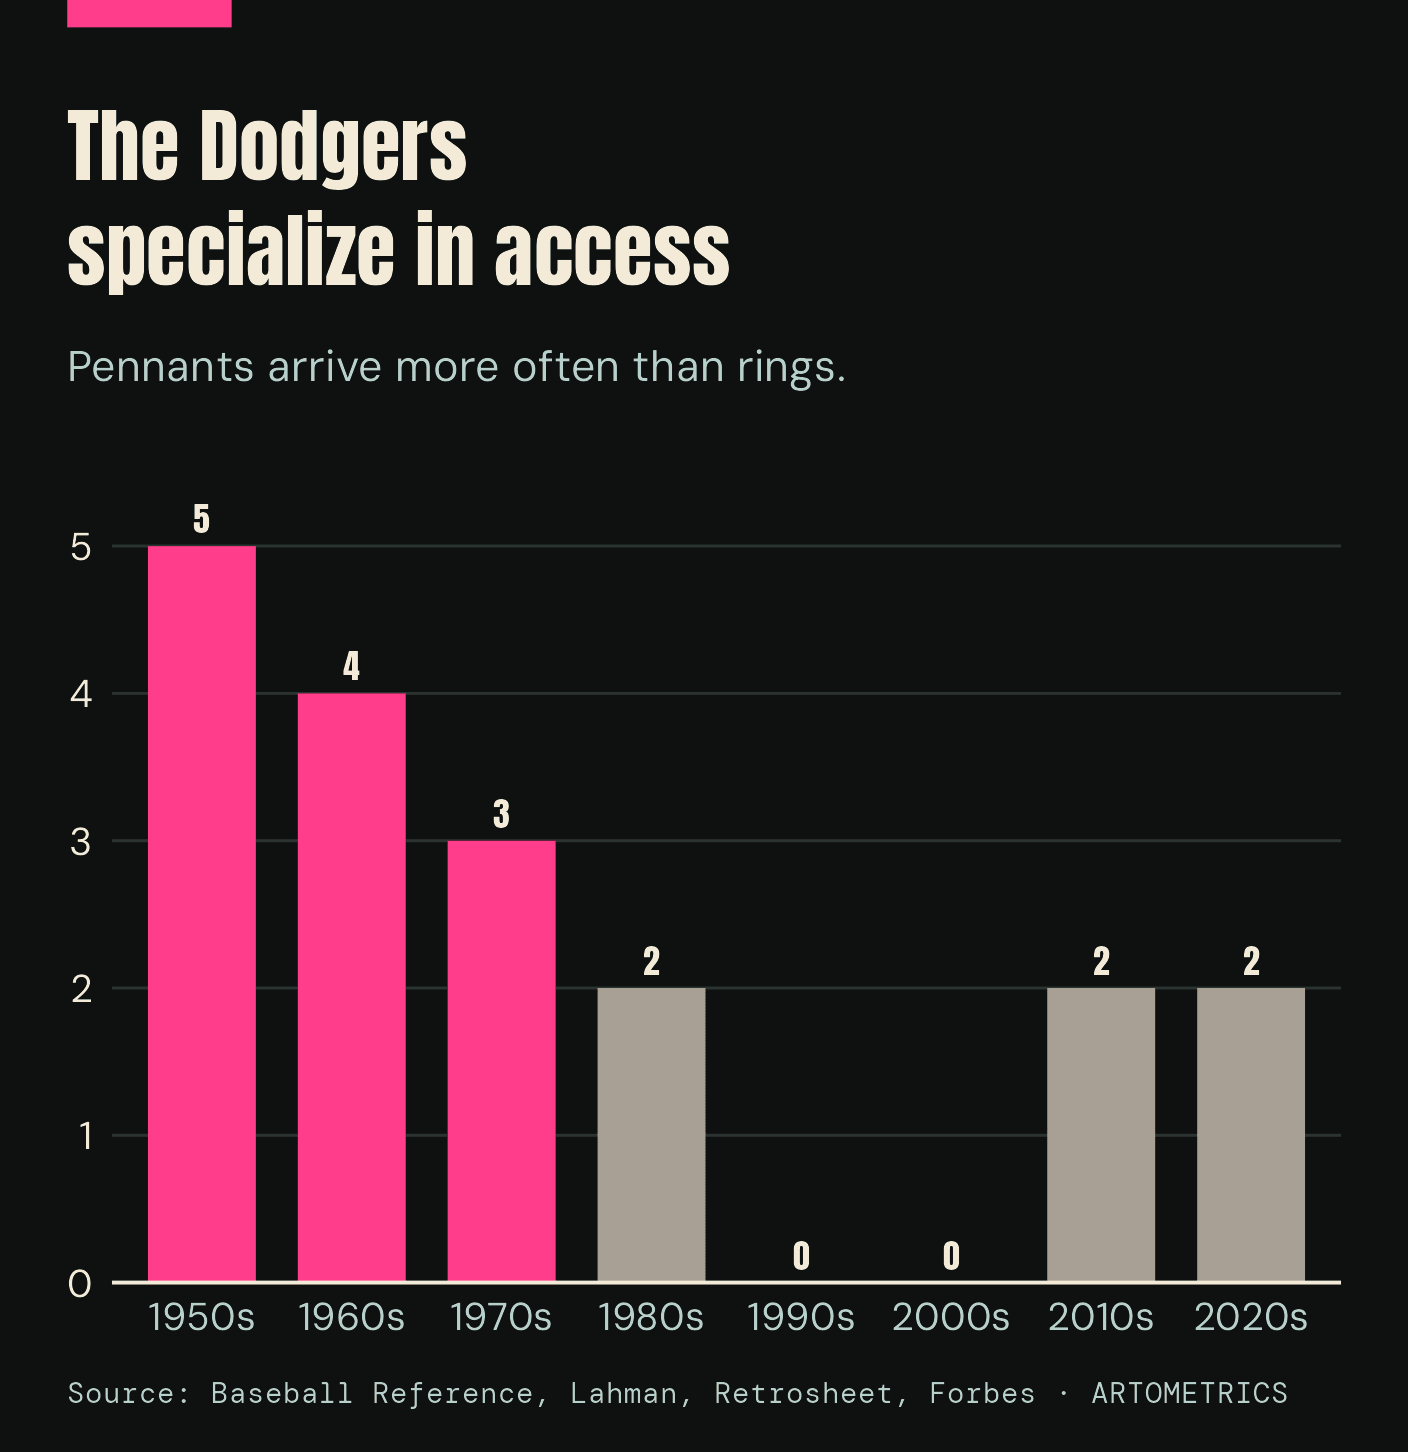 The Dodgers
specialize in access
Pennants arrive more often than rings.
5
4
3
2
0
0
2
2
5
4
3
2
1
0
1950s 1960s 1970s 1980s 1990s 2000s 2010s 2020s
Source: Baseball Reference, Lahman, Retrosheet, Forbes · ARTOMETRICS